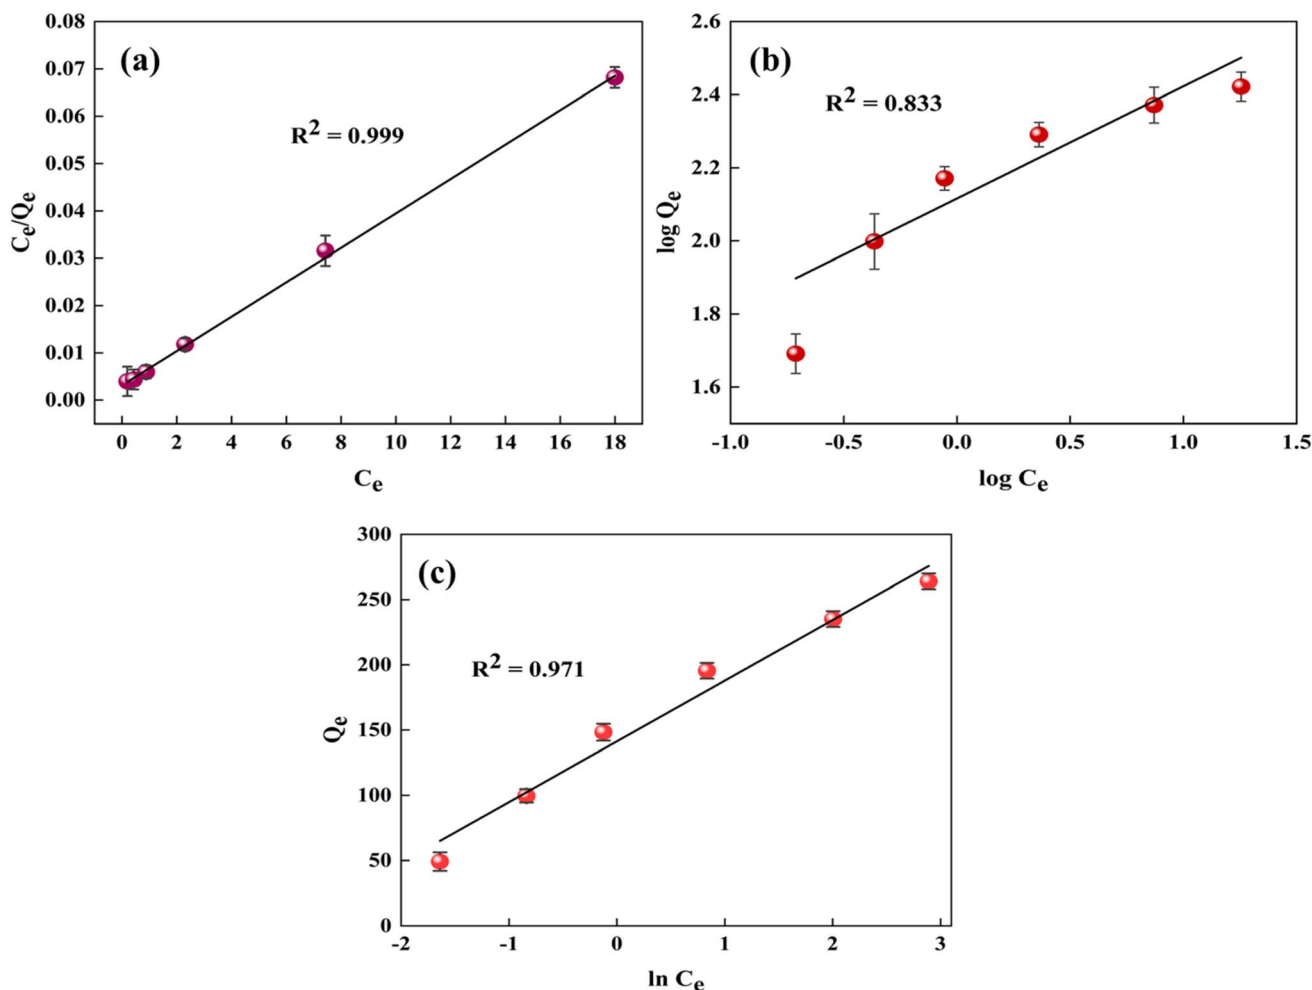 (a)
R² = 0.999
0.08
0.07
0.06
0.05
0.04
0.03
0.02
0.01
0.00
Ce/Qe
0 2 4 6 8 10 12 14 16 18
Ce
(b)
R² = 0.833
2.6
2.4
2.2
2.0
1.8
1.6
log Qe
-1.0 -0.5 0.0 0.5 1.0 1.5
log Ce
(c)
R² = 0.971
300
250
200
150
100
50
0
Qe
-2 -1 0 1 2 3
ln Ce